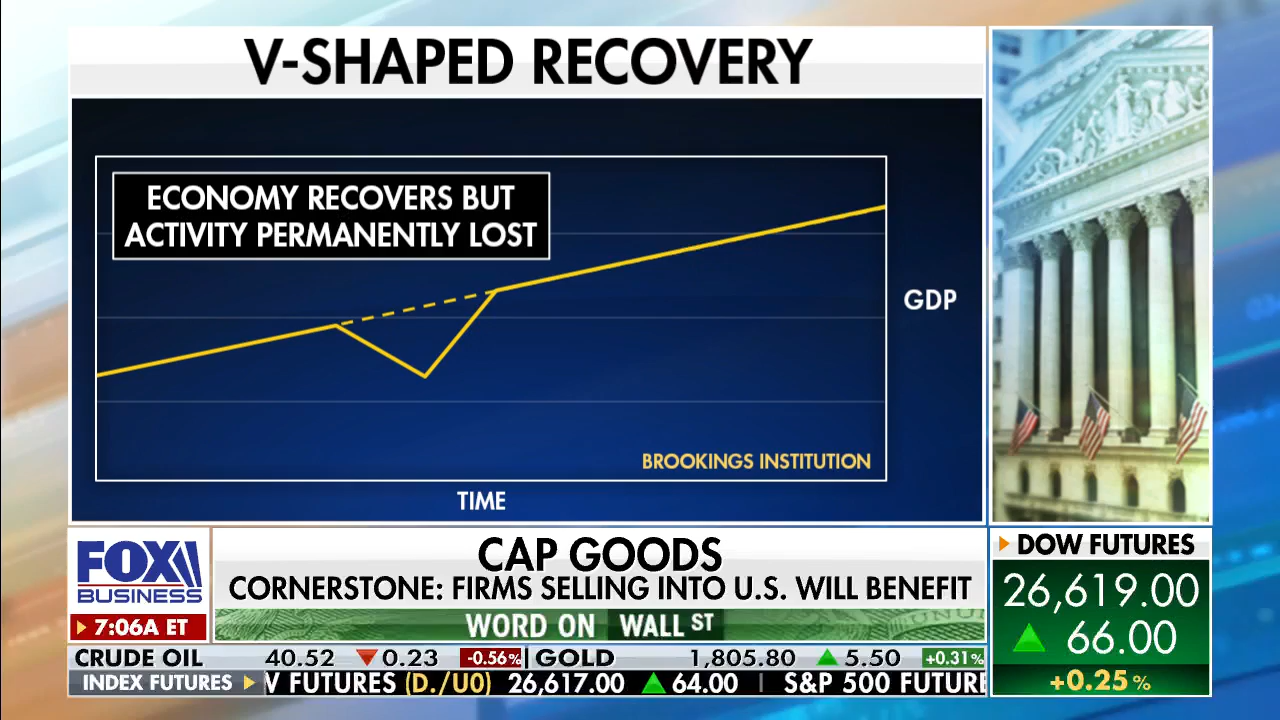 V-SHAPED RECOVERY
ECONOMY RECOVERS BUT
ACTIVITY PERMANENTLY LOST
GDP
BROOKINGS INSTITUTION
TIME
FOX
BUSINESS
7:06A ET
CAP GOODS
CORNERSTONE: FIRMS SELLING INTO U.S. WILL BENEFIT
WORD ON WALL ST
DOW FUTURES
26,619.00
66.00
+0.25%
CRUDE OIL 40.52 0.23 -0.56% GOLD 1,805.80 5.50 +0.31%
INDEX FUTURES V FUTURES (D./U0) 26,617.00 64.00 | S&P 500 FUTURE